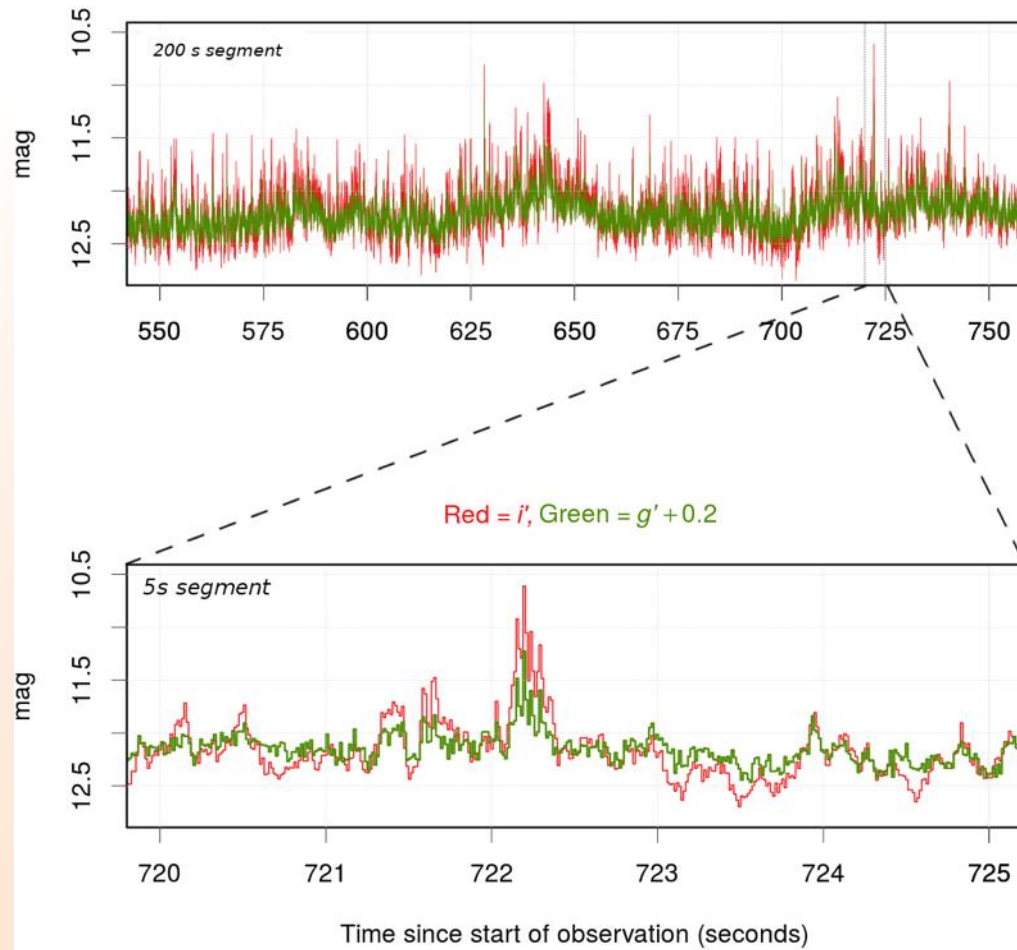 200 s segment
mag
10.5
11.5
12.5
550 575 600 625 650 675 700 725 750
Red = i′, Green = g′ + 0.2
5s segment
mag
10.5
11.5
12.5
720 721 722 723 724 725
Time since start of observation (seconds)